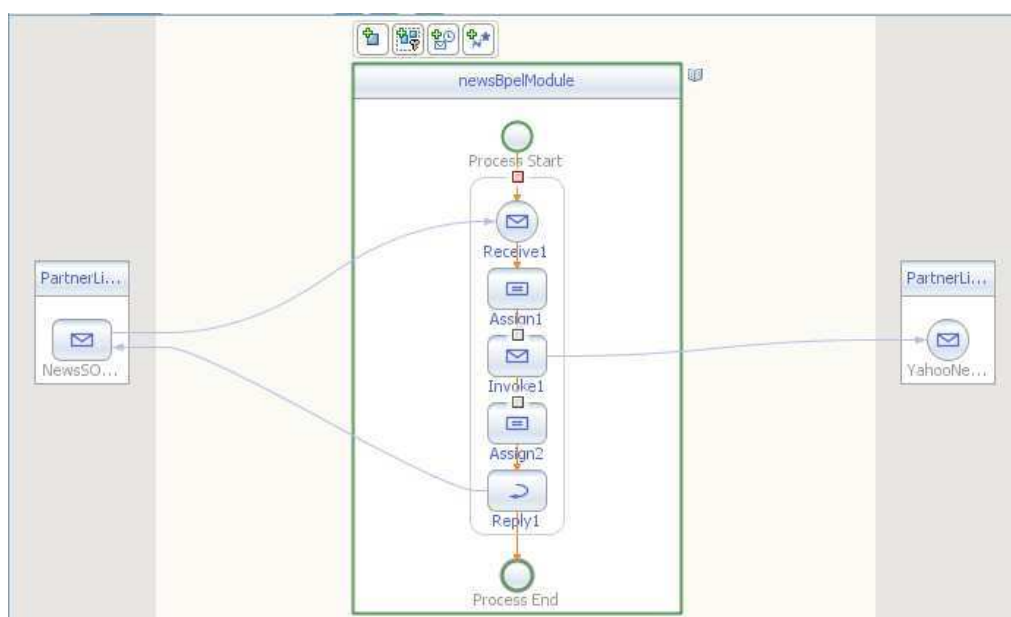 newsBpelModule
Process Start
Receive1
PartnerLi...
PartnerLi...
Assign1
NewsSO...
Invoke1
YahooNe...
Assign2
Reply1
Process End